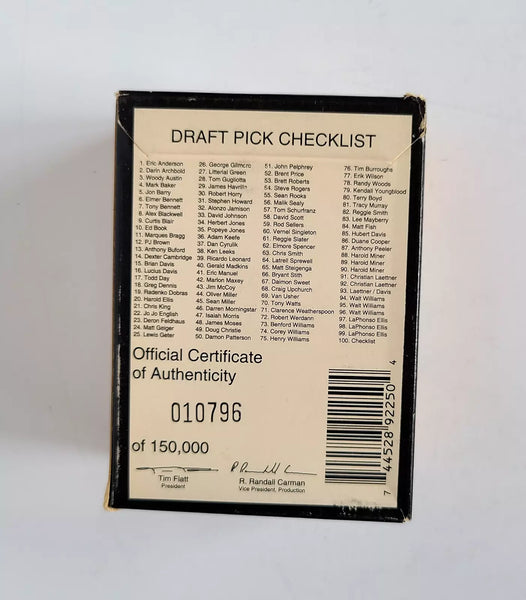 DRAFT PICK CHECKLIST
1. Eric Anderson
2. Darin Archbold
3. Woody Austin
4. Mark Baker
5. Jon Barry
6. Elmer Bennett
7. Tony Bennett
8. Alex Blackwell
9. Curtis Blair
10. Ed Book
11. Marques Bragg
12. PJ Brown
13. Anthony Buford
14. Dexter Cambridge
15. Brian Davis
16. Lucius Davis
17. Todd Day
18. Greg Dennis
19. Radenko Dobras
20. Harold Ellis
21. Chris King
22. Jo Jo English
23. Deron Feldhaus
24. Matt Geiger
25. Lewis Geter
26. George Gilmore
27. Litterial Green
28. Tom Gugliotta
29. James Havrilla
30. Robert Horry
31. Stephen Howard
32. Alonzo Jamison
33. David Johnson
34. Herbert Jones
35. Popeye Jones
36. Adam Keefe
37. Dan Cyrulik
38. Ken Leeks
39. Ricardo Leonard
40. Gerald Madkins
41. Eric Manuel
42. Marlon Maxey
43. Jim McCoy
44. Oliver Miller
45. Sean Miller
46. Darren Morningstar
47. Isaiah Morris
48. James Moses
49. Doug Christie
50. Damon Patterson
51. John Pelphrey
52. Brent Price
53. Brett Roberts
54. Steve Rogers
55. Sean Rooks
56. Malik Sealy
57. Tom Schurfranz
58. David Scott
59. Rod Sellers
60. Vernel Singleton
61. Reggie Slater
62. Elmore Spencer
63. Chris Smith
64. Latrell Sprewell
65. Matt Steigenga
66. Bryant Stith
67. Daimon Sweet
68. Craig Upchurch
69. Van Usher
70. Tony Watts
71. Clarence Weatherspoon
72. Robert Werdann
73. Benford Williams
74. Corey Williams
75. Henry Williams
76. Tim Burroughs
77. Erik Wilson
78. Randy Woods
79. Kendall Youngblood
80. Terry Boyd
81. Tracy Murray
82. Reggie Smith
83. Lee Mayberry
84. Matt Fish
85. Hubert Davis
86. Duane Cooper
87. Anthony Peeler
88. Harold Miner
89. Harold Miner
90. Harold Miner
91. Christian Laettner
92. Christian Laettner
93. Laettner / Davis
94. Walt Williams
95. Walt Williams
96. Walt Williams
97. LaPhonso Ellis
98. LaPhonso Ellis
99. LaPhonso Ellis
100. Checklist
Official Certificate
of Authenticity
010796
of 150,000
Tim Flatt
President
R. Randall Carman
Vice President, Production
7 44528 92250 4